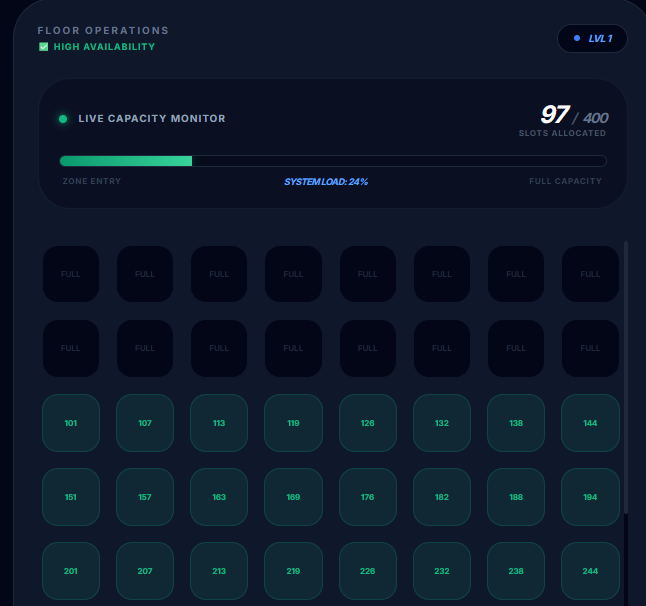 FLOOR OPERATIONS
✅ HIGH AVAILABILITY
LVL 1
LIVE CAPACITY MONITOR
97 / 400
SLOTS ALLOCATED
ZONE ENTRY SYSTEM LOAD: 24% FULL CAPACITY
FULL FULL FULL FULL FULL FULL FULL FULL
FULL FULL FULL FULL FULL FULL FULL FULL
101 107 113 119 126 132 138 144
151 157 163 169 176 182 188 194
201 207 213 219 226 232 238 244